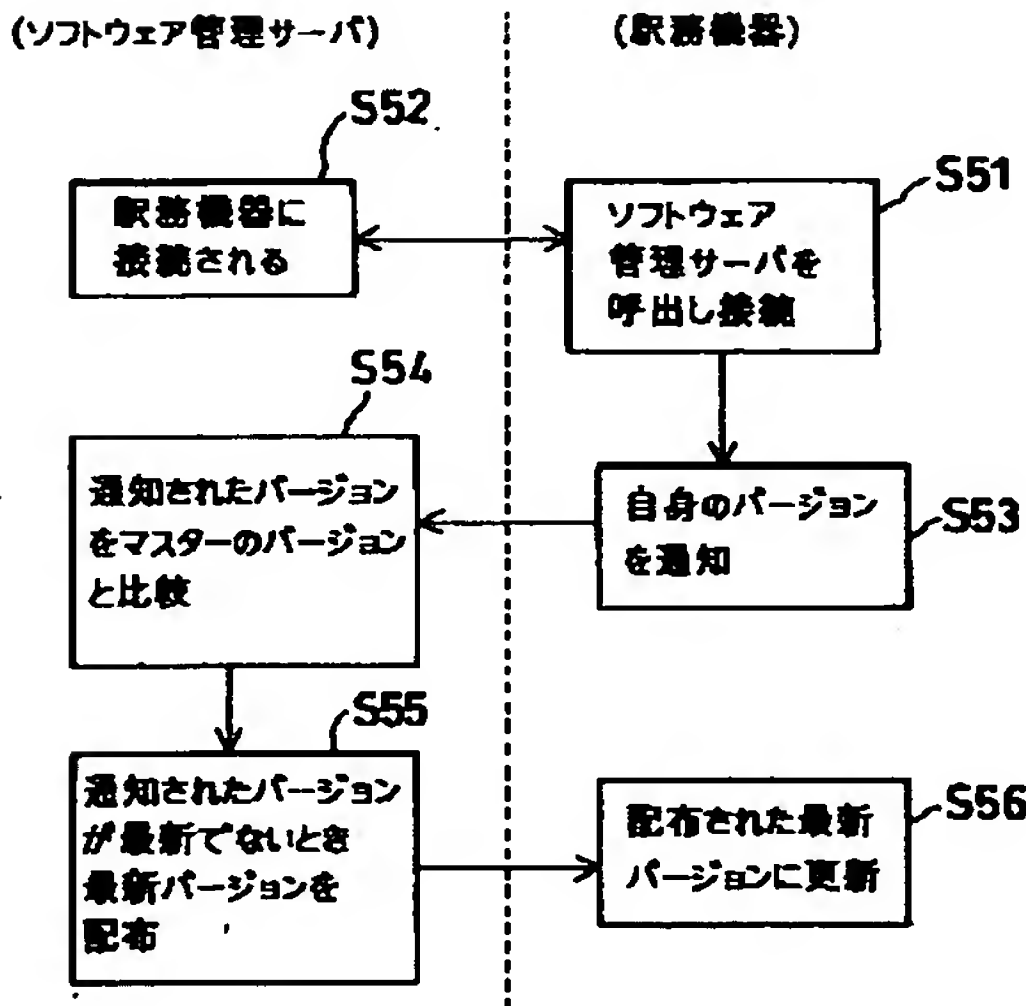 (ソフトウェア管理サーバ)
(駅務機器)
S52
駅務機器に
接続される
S51
ソフトウェア
管理サーバを
呼出し接続
S54
通知されたバージョン
をマスターのバージョン
と比較
S53
自身のバージョン
を通知
S55
通知されたバージョン
が最新でないとき
最新バージョンを
配布
S56
配布された最新
バージョンに更新